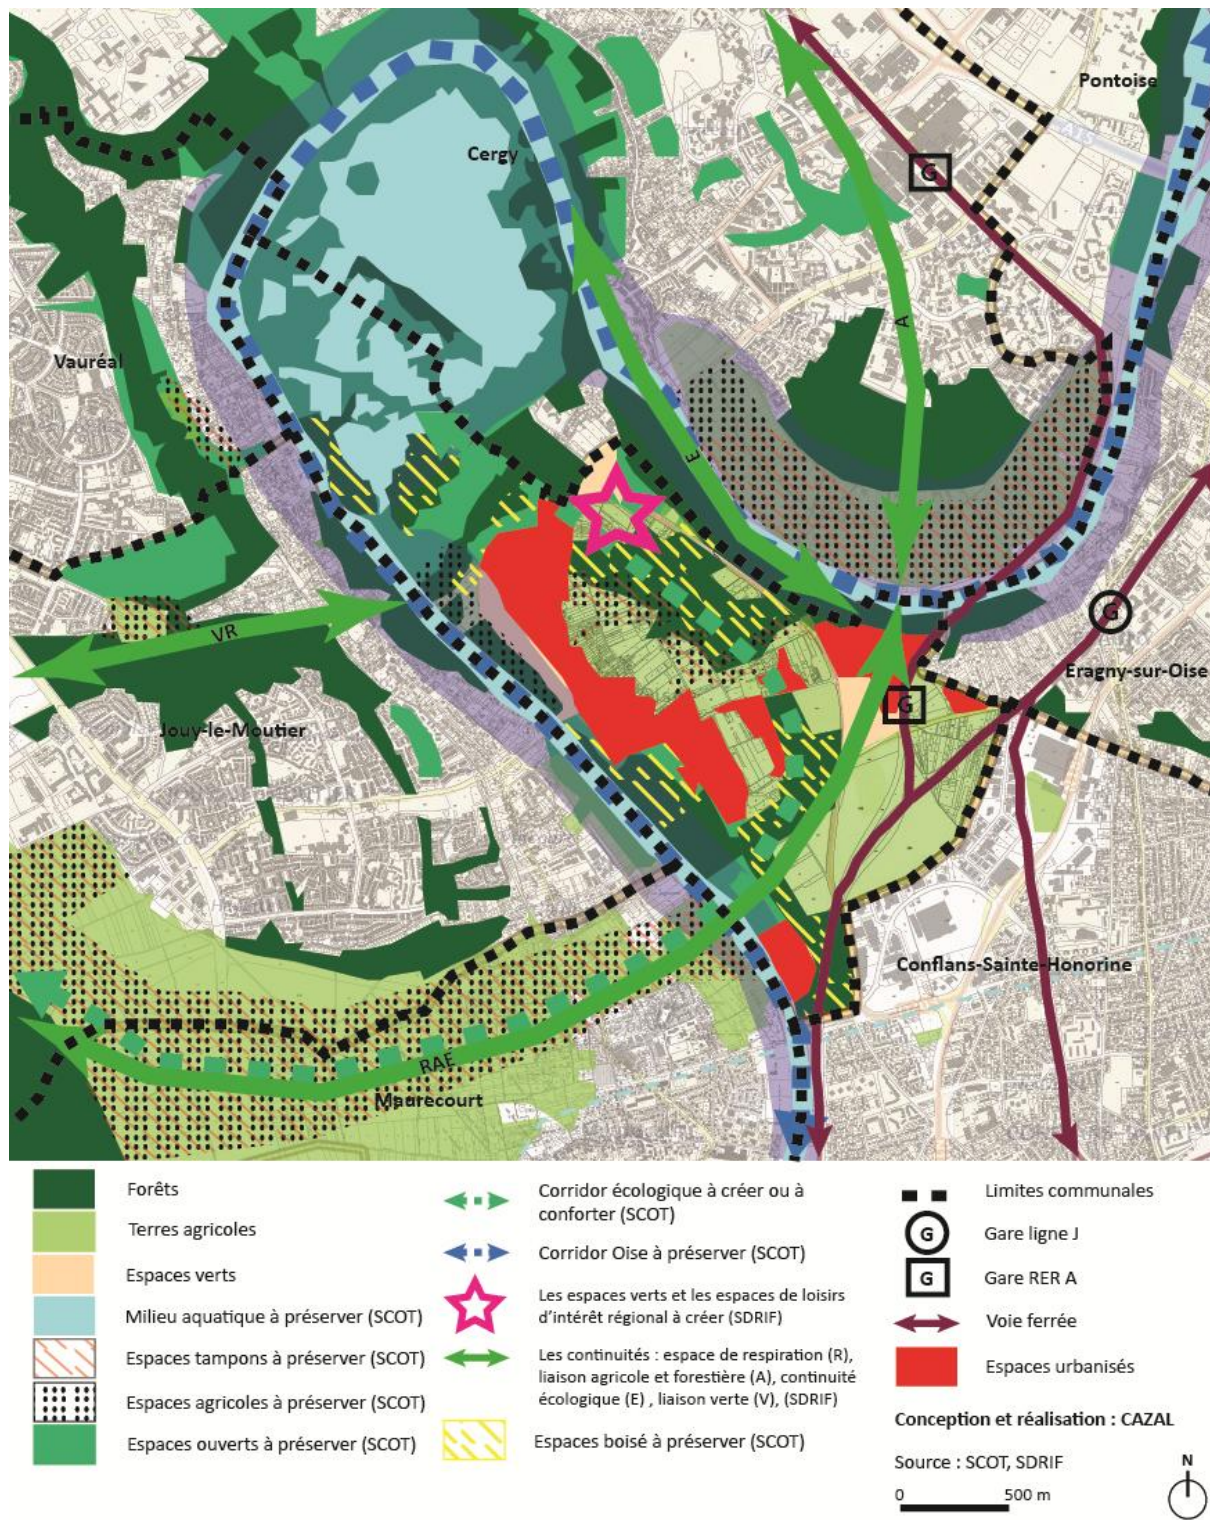 Pontoise
Cergy
G
A
Vauréal
E
VR
G
Eragny-sur-Oise
G
Jouy-le-Moutier
Conflans-Sainte-Honorine
RAE
Maurecourt
Forêts
Terres agricoles
Espaces verts
Milieu aquatique à préserver (SCOT)
Espaces tampons à préserver (SCOT)
Espaces agricoles à préserver (SCOT)
Espaces ouverts à préserver (SCOT)
Corridor écologique à créer ou à
conforter (SCOT)
Corridor Oise à préserver (SCOT)
Les espaces verts et les espaces de loisirs
d'intérêt régional à créer (SDRIF)
Les continuités : espace de respiration (R),
liaison agricole et forestière (A), continuité
écologique (E) , liaison verte (V), (SDRIF)
Espaces boisé à préserver (SCOT)
Limites communales
G
Gare ligne J
G
Gare RER A
Voie ferrée
Espaces urbanisés
Conception et réalisation : CAZAL
Source : SCOT, SDRIF
N
0 500 m